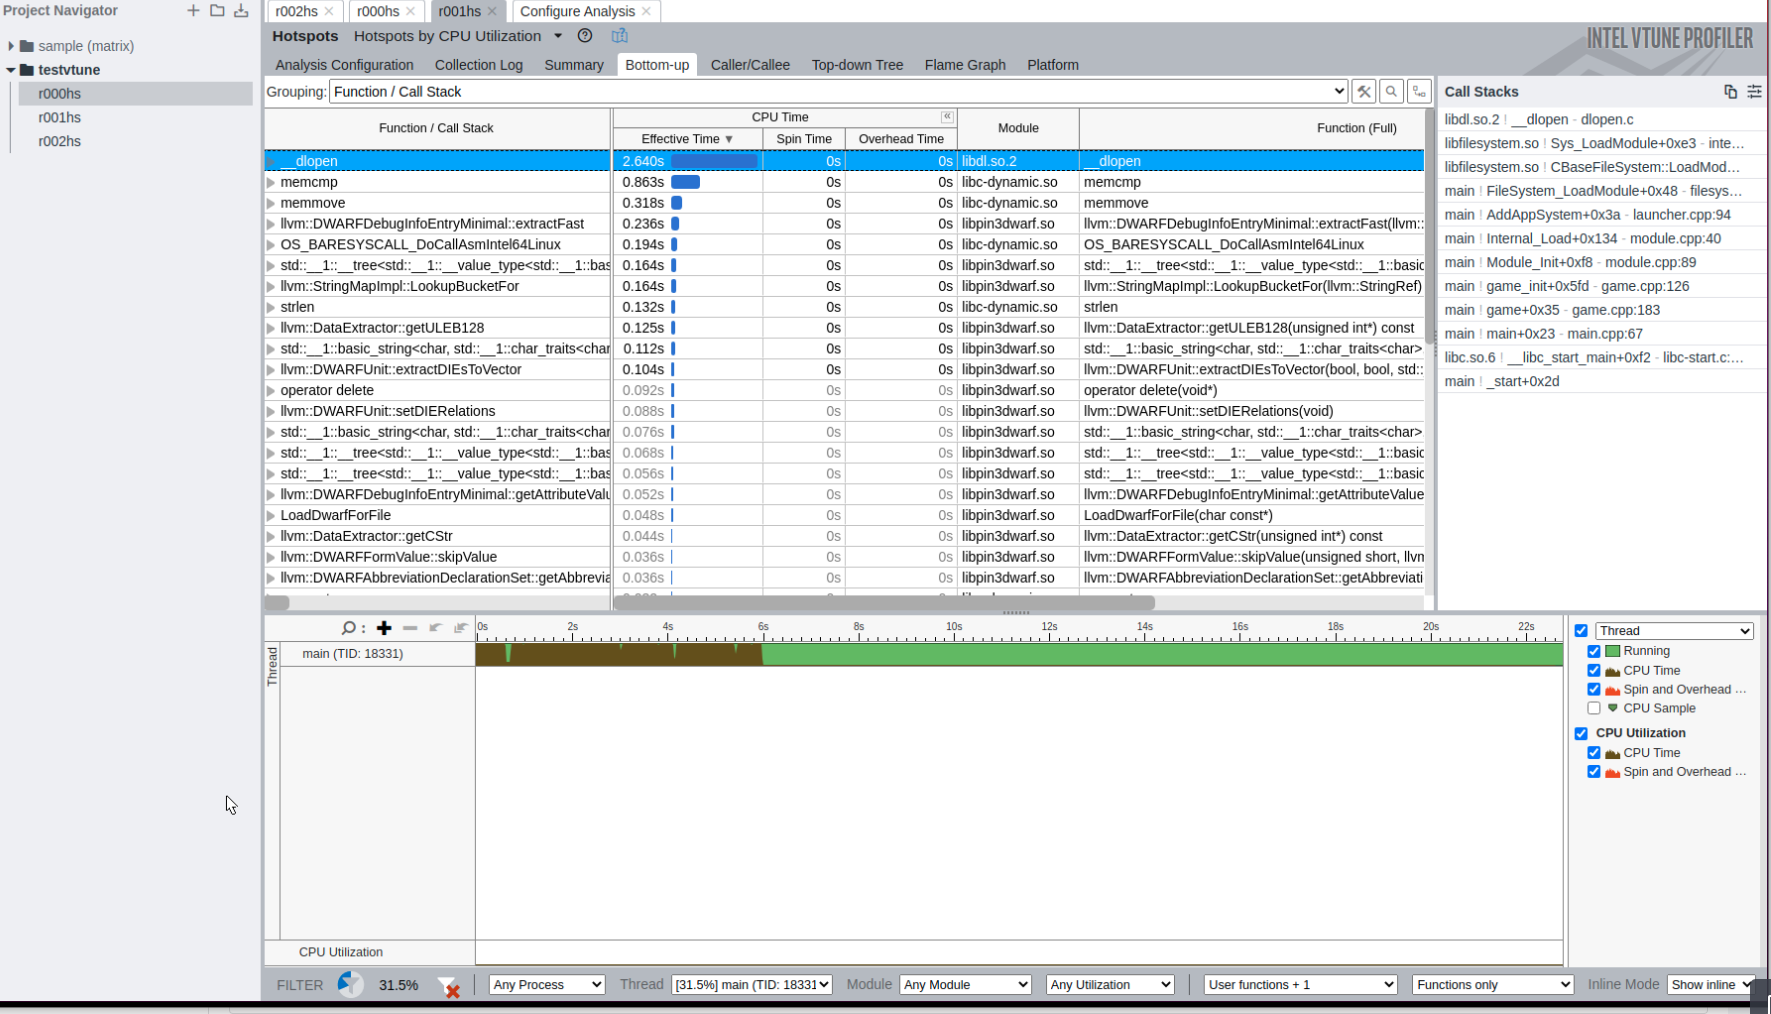 Project Navigator
sample (matrix)
testvtune
r000hs
r001hs
r002hs
r002hs
r000hs
r001hs
Configure Analysis
Hotspots Hotspots by CPU Utilization
INTEL VTUNE PROFILER
Analysis Configuration Collection Log Summary Bottom-up Caller/Callee Top-down Tree Flame Graph Platform
Grouping: Function / Call Stack
Function / Call Stack CPU Time Module Function (Full)
Effective Time Spin Time Overhead Time
__dlopen 2.640s 0s 0s libdl.so.2 __dlopen
memcmp 0.863s 0s 0s libc-dynamic.so memcmp
memmove 0.318s 0s 0s libc-dynamic.so memmove
llvm::DWARFDebugInfoEntryMinimal::extractFast 0.236s 0s 0s libpin3dwarf.so llvm::DWARFDebugInfoEntryMinimal::extractFast(llvm::
OS_BARESYSCALL_DoCallAsmIntel64Linux 0.194s 0s 0s libc-dynamic.so OS_BARESYSCALL_DoCallAsmIntel64Linux
std::__1::__tree<std::__1::__value_type<std::__1::bas 0.164s 0s 0s libpin3dwarf.so std::__1::__tree<std::__1::__value_type<std::__1::basic
llvm::StringMapImpl::LookupBucketFor 0.164s 0s 0s libpin3dwarf.so llvm::StringMapImpl::LookupBucketFor(llvm::StringRef)
strlen 0.132s 0s 0s libc-dynamic.so strlen
llvm::DataExtractor::getULEB128 0.125s 0s 0s libpin3dwarf.so llvm::DataExtractor::getULEB128(unsigned int*) const
std::__1::basic_string<char, std::__1::char_traits<char 0.112s 0s 0s libpin3dwarf.so std::__1::basic_string<char, std::__1::char_traits<char>
llvm::DWARFUnit::extractDIEsToVector 0.104s 0s 0s libpin3dwarf.so llvm::DWARFUnit::extractDIEsToVector(bool, bool, std::
operator delete 0.092s 0s 0s libpin3dwarf.so operator delete(void*)
llvm::DWARFUnit::setDIERelations 0.088s 0s 0s libpin3dwarf.so llvm::DWARFUnit::setDIERelations(void)
std::__1::basic_string<char, std::__1::char_traits<char 0.076s 0s 0s libpin3dwarf.so std::__1::basic_string<char, std::__1::char_traits<char>
std::__1::__tree<std::__1::__value_type<std::__1::bas 0.068s 0s 0s libpin3dwarf.so std::__1::__tree<std::__1::__value_type<std::__1::basic
std::__1::__tree<std::__1::__value_type<std::__1::bas 0.056s 0s 0s libpin3dwarf.so std::__1::__tree<std::__1::__value_type<std::__1::basic
llvm::DWARFDebugInfoEntryMinimal::getAttributeValu 0.052s 0s 0s libpin3dwarf.so llvm::DWARFDebugInfoEntryMinimal::getAttributeValue
LoadDwarfForFile 0.048s 0s 0s libpin3dwarf.so LoadDwarfForFile(char const*)
llvm::DataExtractor::getCStr 0.044s 0s 0s libpin3dwarf.so llvm::DataExtractor::getCStr(unsigned int*) const
llvm::DWARFFormValue::skipValue 0.036s 0s 0s libpin3dwarf.so llvm::DWARFFormValue::skipValue(unsigned short, llvm
llvm::DWARFAbbreviationDeclarationSet::getAbbrevia 0.036s 0s 0s libpin3dwarf.so llvm::DWARFAbbreviationDeclarationSet::getAbbreviati
Call Stacks
libdl.so.2 ! __dlopen - dlopen.c
libfilesystem.so ! Sys_LoadModule+0xe3 - inte…
libfilesystem.so ! CBaseFileSystem::LoadMod…
main ! FileSystem_LoadModule+0x48 - filesys…
main ! AddAppSystem+0x3a - launcher.cpp:94
main ! Internal_Load+0x134 - module.cpp:40
main ! Module_Init+0xf8 - module.cpp:89
main ! game_init+0x5fd - game.cpp:126
main ! game+0x35 - game.cpp:183
main ! main+0x23 - main.cpp:67
libc.so.6 ! __libc_start_main+0xf2 - libc-start.c:…
main ! _start+0x2d
0s 2s 4s 6s 8s 10s 12s 14s 16s 18s 20s 22s
Thread
main (TID: 18331)
CPU Utilization
Thread
Running
CPU Time
Spin and Overhead …
CPU Sample
CPU Utilization
CPU Time
Spin and Overhead …
FILTER 31.5% Any Process Thread [31.5%] main (TID: 18331 Module Any Module Any Utilization User functions + 1 Functions only Inline Mode Show inline